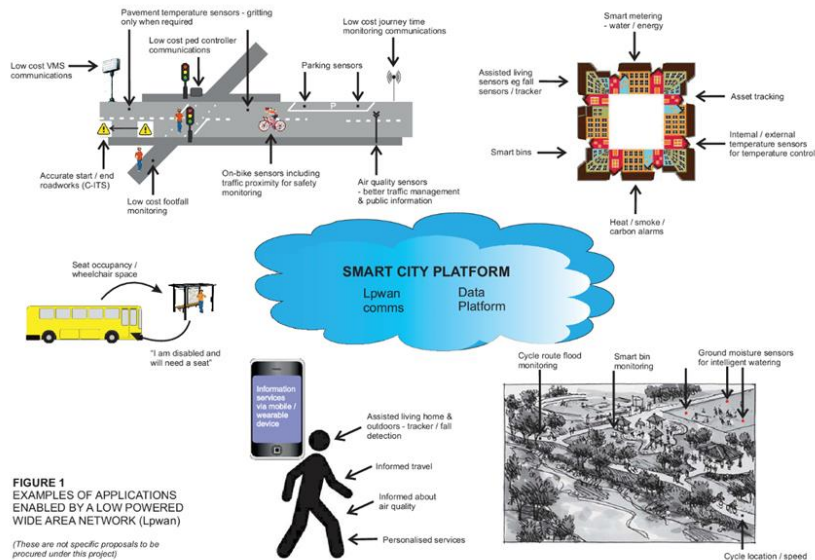 Pavement temperature sensors - gritting
only when required
Low cost ped controller
communications
Low cost journey time
monitoring communications
Low cost VMS
communications
Parking sensors
P
Accurate start / end
roadworks (C-ITS)
Low cost footfall
monitoring
On-bike sensors including
traffic proximity for safety
monitoring
Air quality sensors
- better traffic management
& public information
Smart metering
- water / energy
Assisted living
sensors eg fall
sensors / tracker
Asset tracking
Smart bins
Internal / external
temperature sensors
for temperature control
Heat / smoke /
carbon alarms
SMART CITY PLATFORM
Lpwan
comms
Data
Platform
Seat occupancy /
wheelchair space
"I am disabled and
will need a seat"
Information
services
via mobile /
wearable
device
Assisted living home &
outdoors - tracker / fall
detection
Informed travel
Informed about
air quality
Personalised services
Cycle route flood
monitoring
Smart bin
monitoring
Ground moisture sensors
for intelligent watering
Cycle location / speed
FIGURE 1
EXAMPLES OF APPLICATIONS
ENABLED BY A LOW POWERED
WIDE AREA NETWORK (Lpwan)
(These are not specific proposals to be
procured under this project)